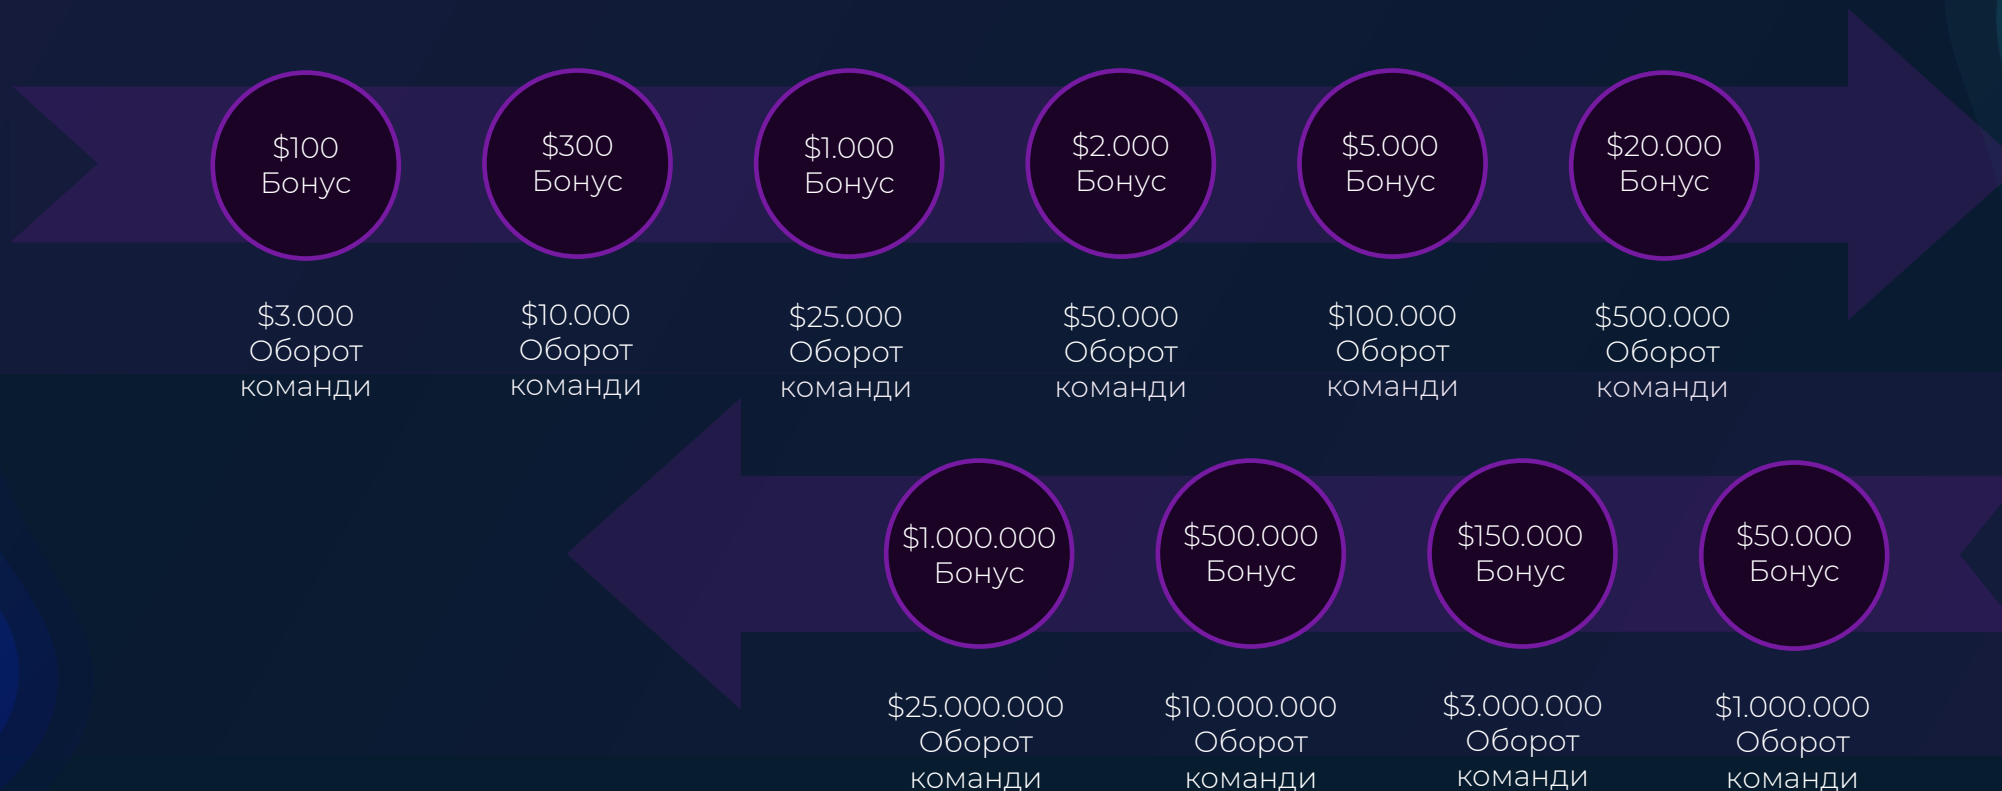 $100
Бонус
$300
Бонус
$1.000
Бонус
$2.000
Бонус
$5.000
Бонус
$20.000
Бонус
$3.000
Оборот
команди
$10.000
Оборот
команди
$25.000
Оборот
команди
$50.000
Оборот
команди
$100.000
Оборот
команди
$500.000
Оборот
команди
$1.000.000
Бонус
$500.000
Бонус
$150.000
Бонус
$50.000
Бонус
$25.000.000
Оборот
команди
$10.000.000
Оборот
команди
$3.000.000
Оборот
команди
$1.000.000
Оборот
команди